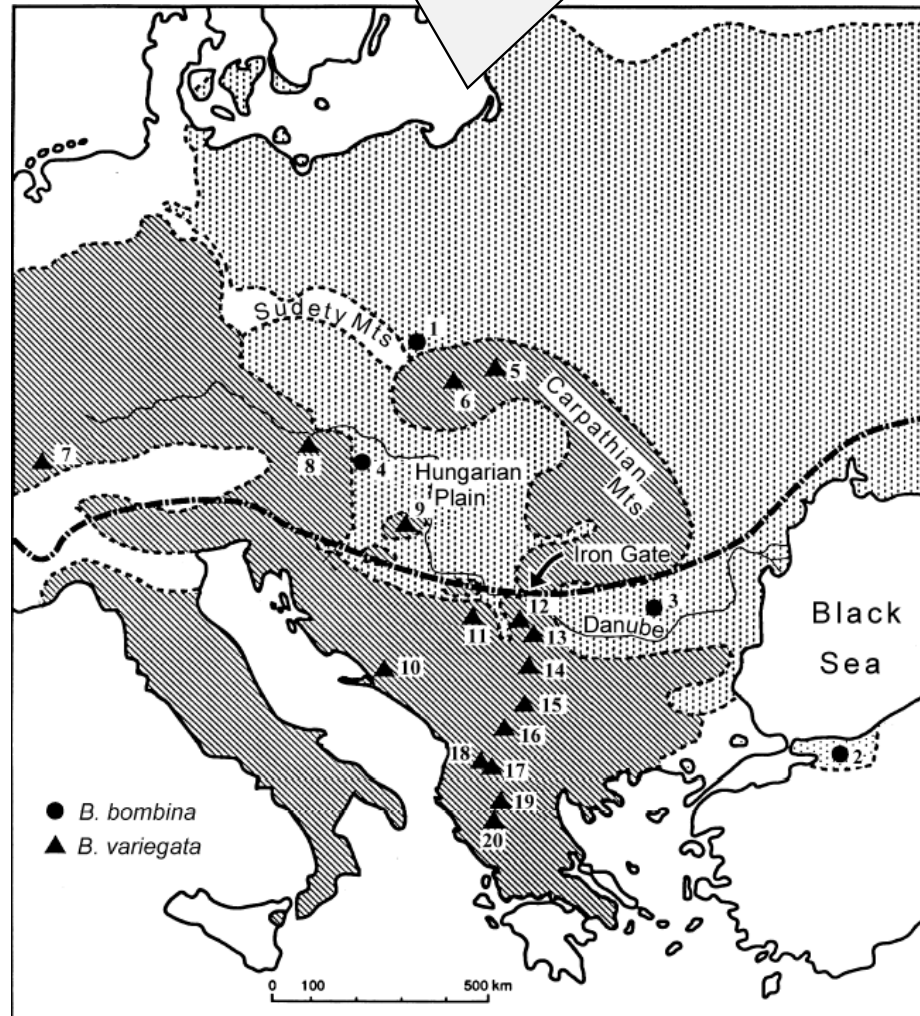 Sudety Mts
1
5
6
Carpathian
Mts
7
8
4
Hungarian
Plain
9
Iron Gate
12
3
Danube
11
13
Black
Sea
10
14
15
16
18
17
2
19
20
B. bombina
B. variegata
0 100 500 km